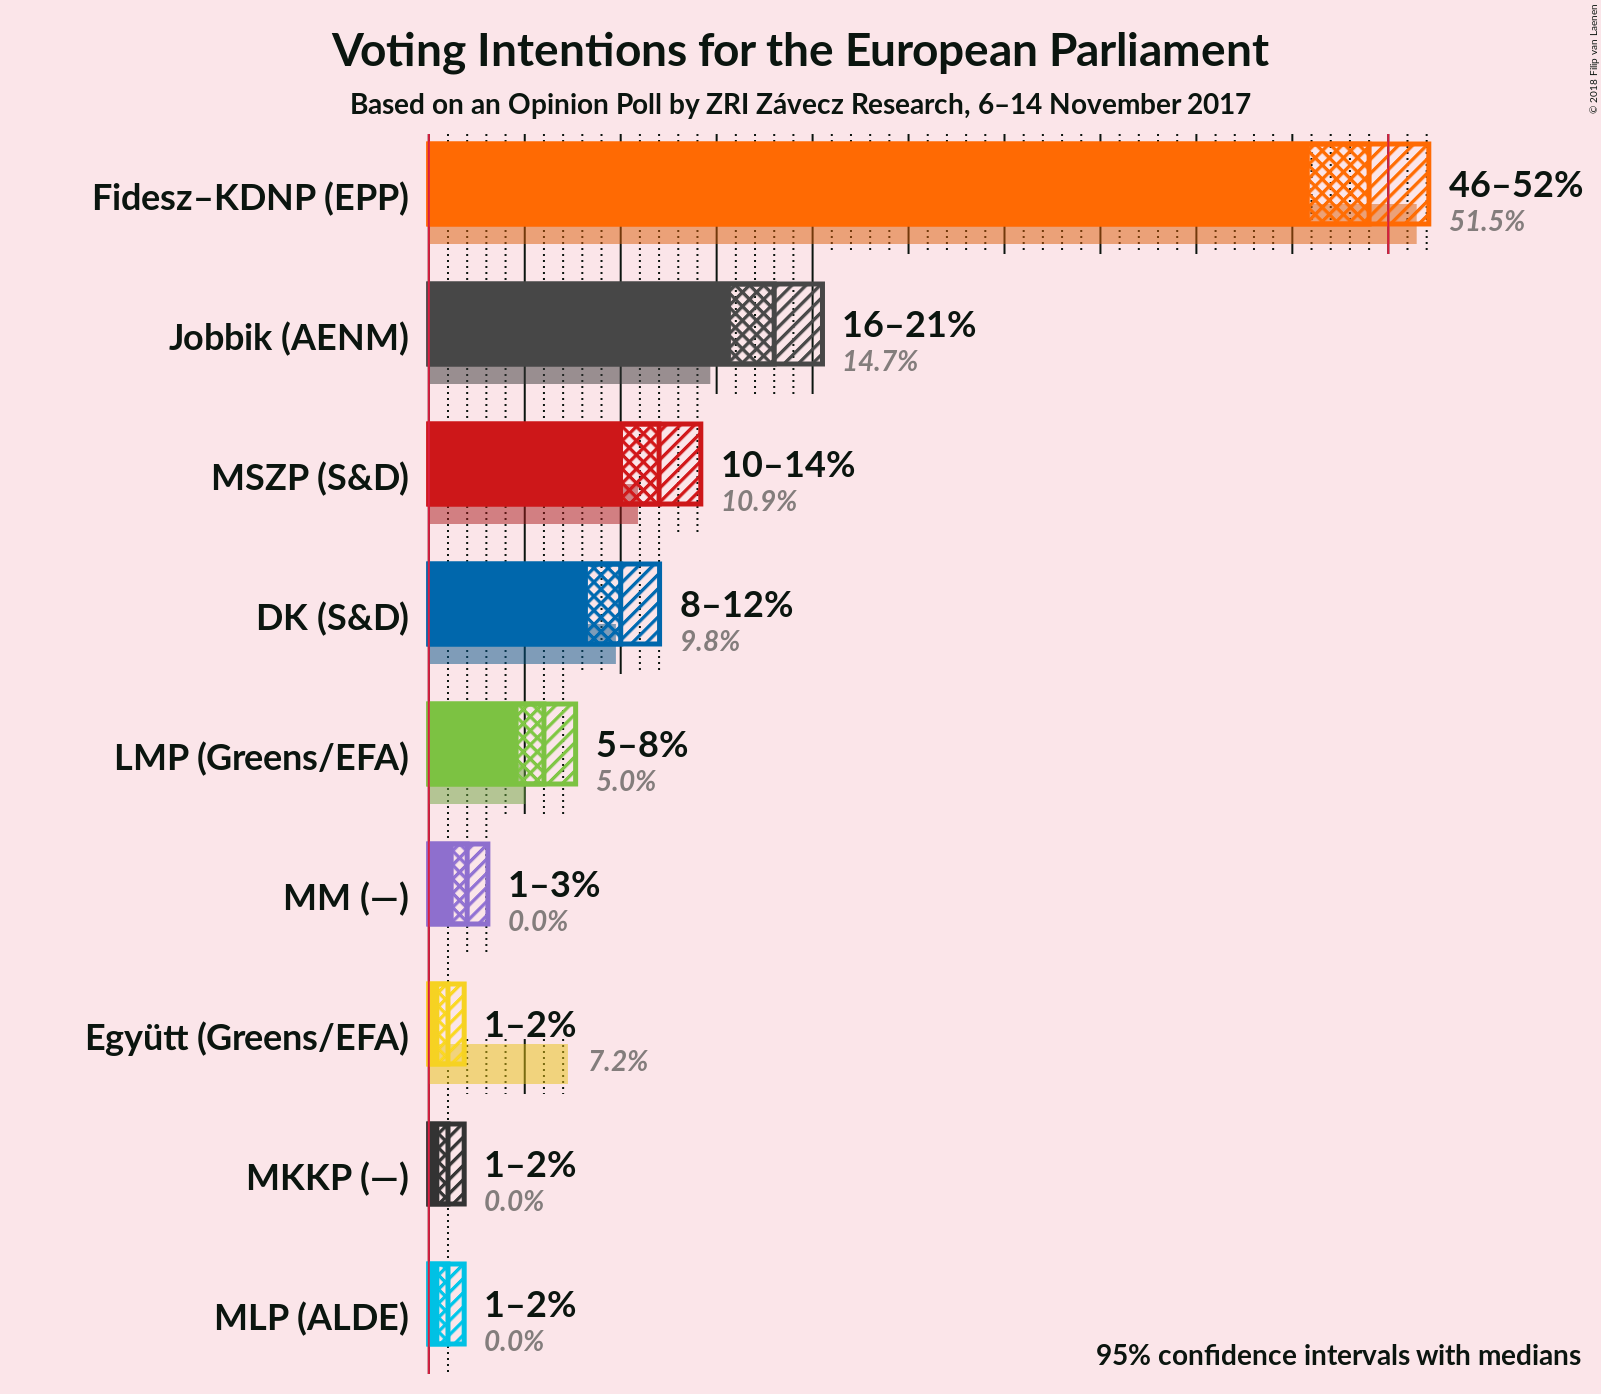 Voting Intentions for the European Parliament
Based on an Opinion Poll by ZRI Závecz Research, 6–14 November 2017
© 2018 Filip van Laenen
Fidesz–KDNP (EPP)
46–52%
51.5%
Jobbik (AENM)
16–21%
14.7%
MSZP (S&D)
10–14%
10.9%
DK (S&D)
8–12%
9.8%
LMP (Greens/EFA)
5–8%
5.0%
MM (—)
1–3%
0.0%
Együtt (Greens/EFA)
1–2%
7.2%
MKKP (—)
1–2%
0.0%
MLP (ALDE)
1–2%
0.0%
95% confidence intervals with medians